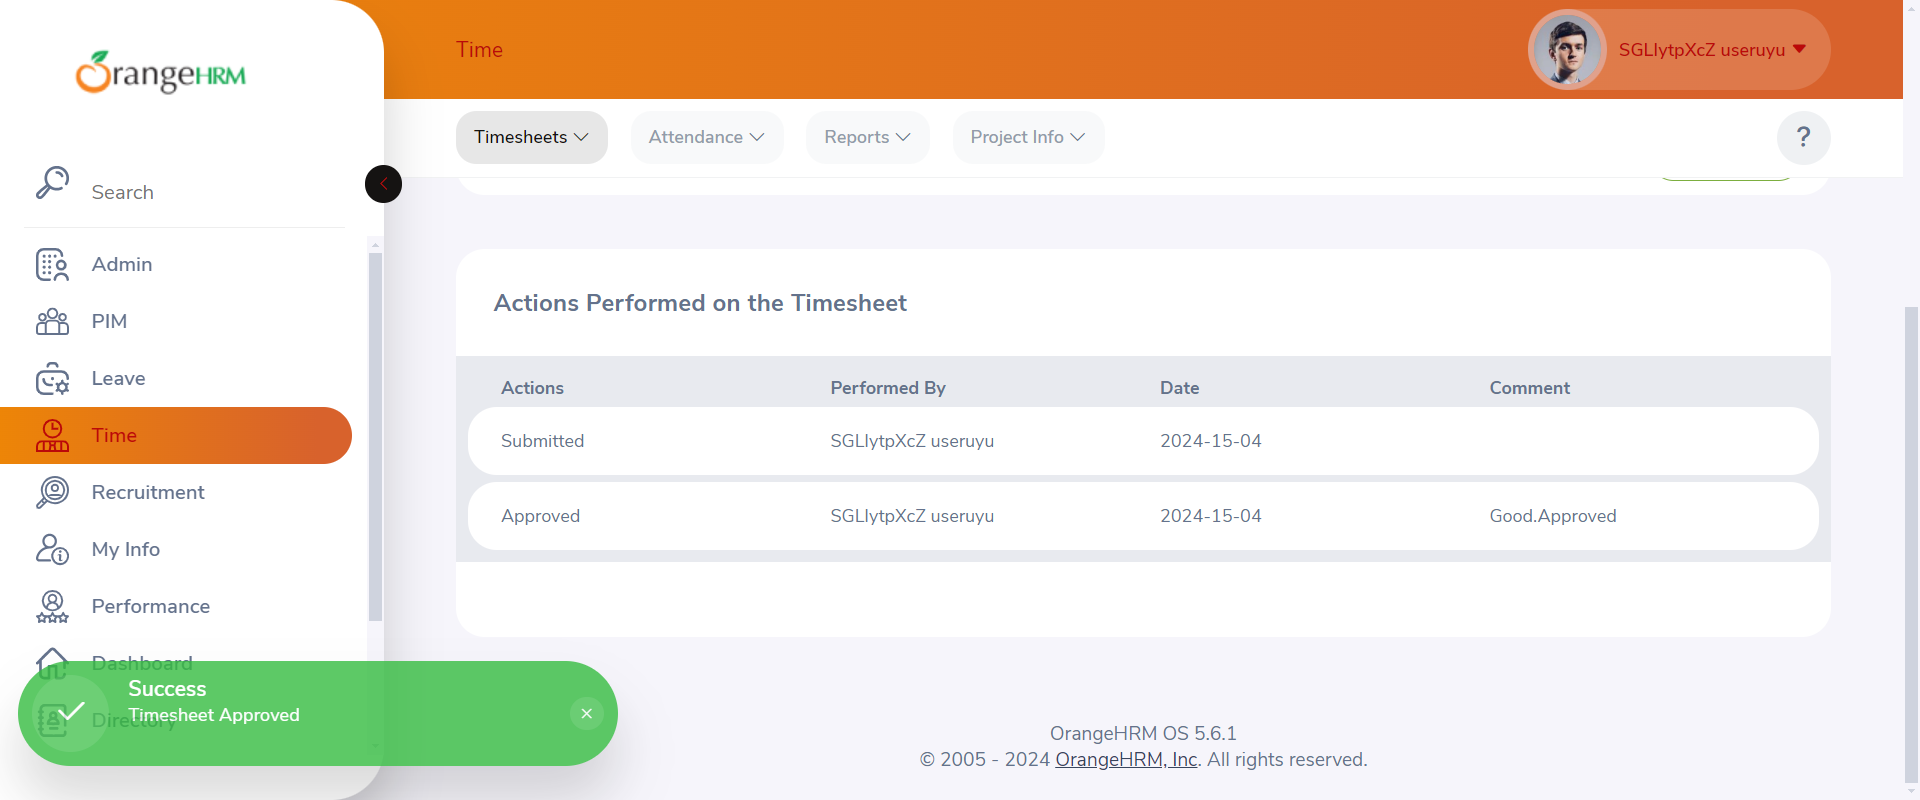 OrangeHRM
Time
SGLlytpXcZ useruyu
Timesheets
Attendance
Reports
Project Info
?
Search
Admin
PIM
Leave
Time
Recruitment
My Info
Performance
Dashboard
Directory
Actions Performed on the Timesheet
Actions Performed By Date Comment
Submitted SGLlytpXcZ useruyu 2024-15-04
Approved SGLlytpXcZ useruyu 2024-15-04 Good.Approved
Success
Timesheet Approved
OrangeHRM OS 5.6.1
© 2005 - 2024 OrangeHRM, Inc. All rights reserved.